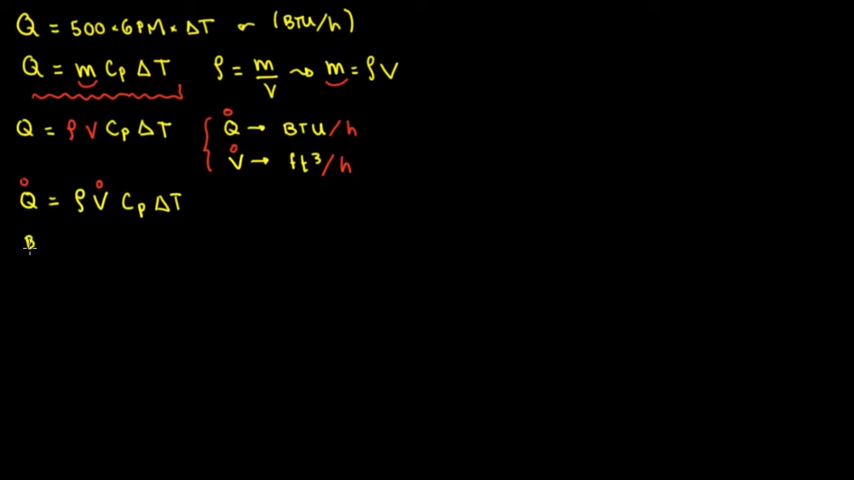 Q = 500 * GPM * ΔT ~ (BTU/h)
Q = m Cp ΔT ρ = m/V ~> m = ρV
Q = ρ V Cp ΔT { Q̊ → BTU/h
V̊ → ft³/h
Q̊ = ρ V̊ Cp ΔT
B